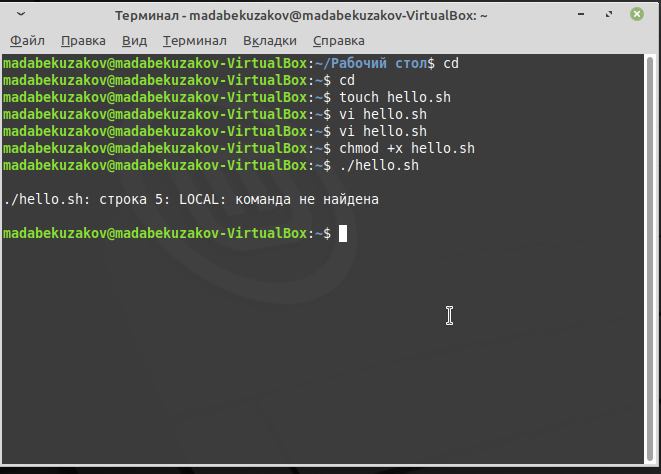 Терминал - madabekuzakov@madabekuzakov-VirtualBox: ~
Файл Правка Вид Терминал Вкладки Справка
madabekuzakov@madabekuzakov-VirtualBox:~/Рабочий стол$ cd
madabekuzakov@madabekuzakov-VirtualBox:~$ cd
madabekuzakov@madabekuzakov-VirtualBox:~$ touch hello.sh
madabekuzakov@madabekuzakov-VirtualBox:~$ vi hello.sh
madabekuzakov@madabekuzakov-VirtualBox:~$ vi hello.sh
madabekuzakov@madabekuzakov-VirtualBox:~$ chmod +x hello.sh
madabekuzakov@madabekuzakov-VirtualBox:~$ ./hello.sh
./hello.sh: строка 5: LOCAL: команда не найдена
madabekuzakov@madabekuzakov-VirtualBox:~$